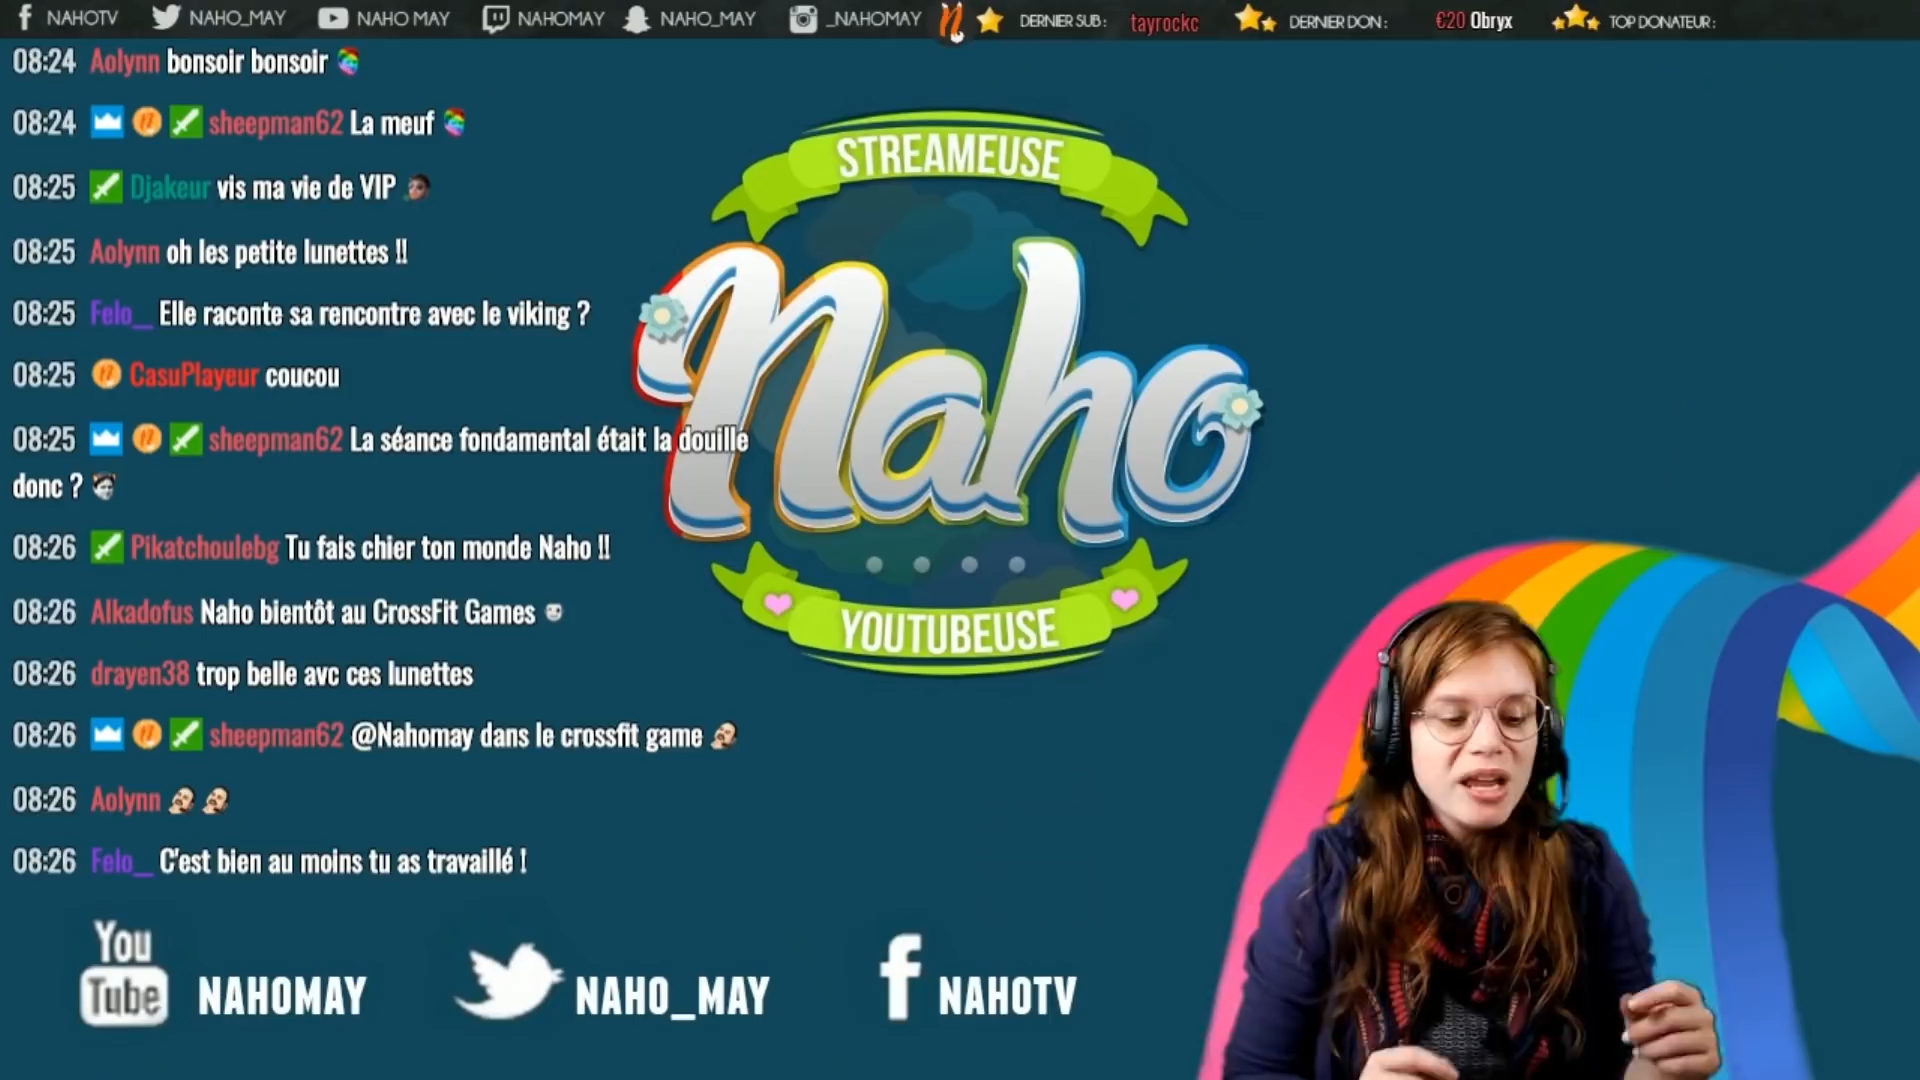 NAHOTV NAHO_MAY NAHO MAY NAHOMAY NAHO_MAY _NAHOMAY DERNIER SUB : tayrockc DERNIER DON : €20 Obryx TOP DONATEUR :
08:24 Aolynn bonsoir bonsoir
08:24 sheepman62 La meuf
08:25 Djakeur vis ma vie de VIP
08:25 Aolynn oh les petite lunettes !!
08:25 Felo__ Elle raconte sa rencontre avec le viking ?
08:25 CasuPlayeur coucou
08:25 sheepman62 La séance fondamental était la douille
donc ?
08:26 Pikatchoulebg Tu fais chier ton monde Naho !!
08:26 Alkadofus Naho bientôt au CrossFit Games
08:26 drayen38 trop belle avc ces lunettes
08:26 sheepman62 @Nahomay dans le crossfit game
08:26 Aolynn
08:26 Felo__ C'est bien au moins tu as travaillé !
STREAMEUSE
Naho
YOUTUBEUSE
You
Tube NAHOMAY NAHO_MAY NAHOTV